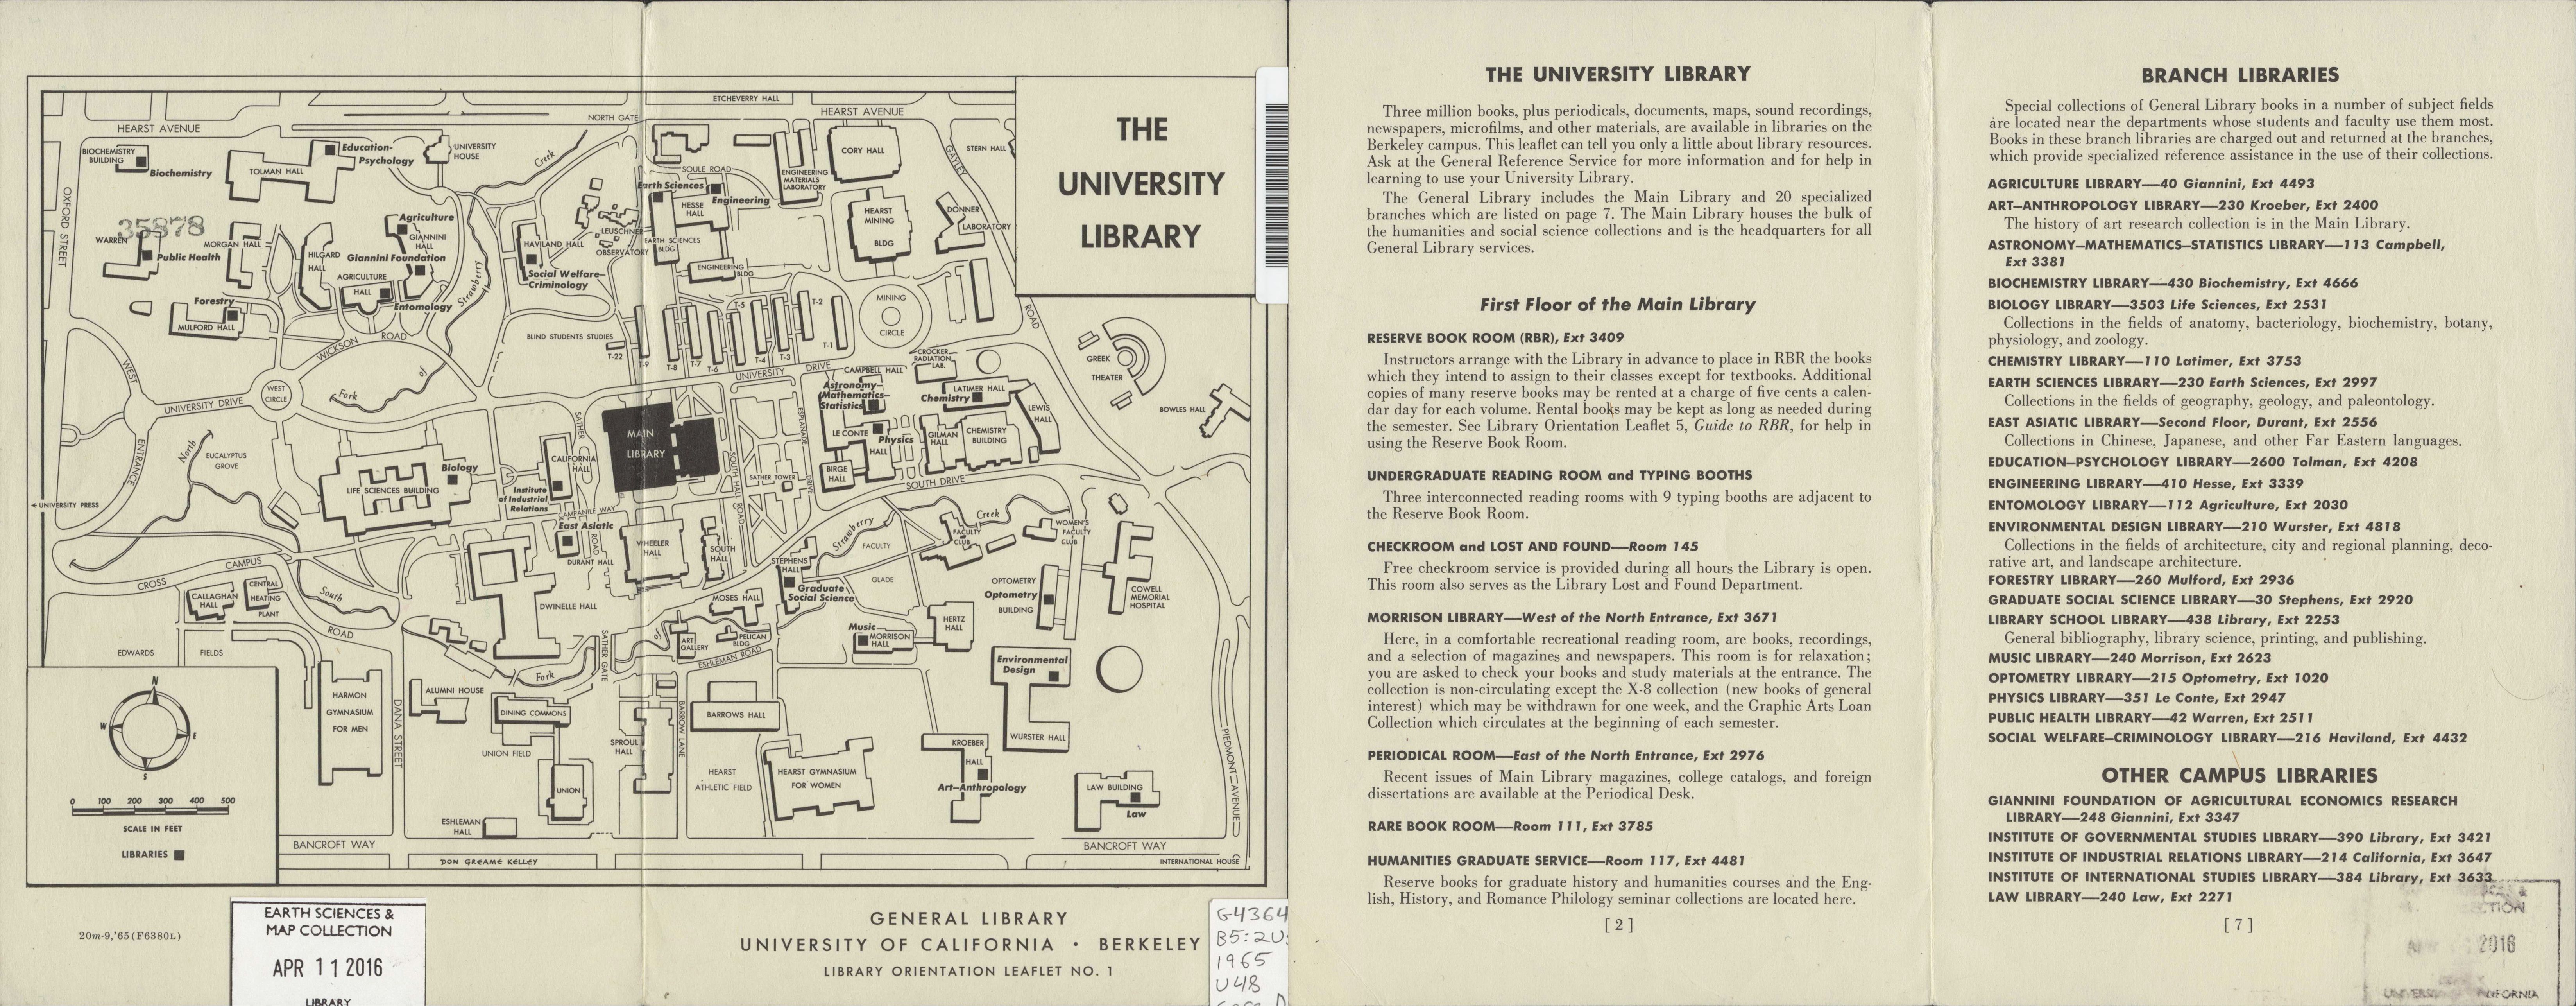 ETCHEVERRY HALL
HEARST AVENUE
NORTH GATE
HEARST AVENUE
THE
UNIVERSITY
LIBRARY
BIOCHEMISTRY
BUILDING
Biochemistry
TOLMAN HALL
Education–
Psychology
UNIVERSITY
HOUSE
Creek
SOULE ROAD
Earth Sciences
Engineering
HESSE
HALL
ENGINEERING
MATERIALS
LABORATORY
CORY HALL
GAYLEY
STERN HALL
OXFORD STREET
35878
WARREN
Public Health
MORGAN HALL
HILGARD
HALL
Agriculture
GIANNINI
HALL
Giannini Foundation
AGRICULTURE
HALL
Entomology
Strawberry
HAVILAND HALL
Social Welfare–
Criminology
LEUSCHNER
OBSERVATORY
EARTH SCIENCES
BLDG
ENGINEERING
BLDG
HEARST
MINING
BLDG
DONNER
LABORATORY
Forestry
MULFORD HALL
WICKSON ROAD
BLIND STUDENTS STUDIES
T-22
T-9
T-8
T-7
T-6
T-5
T-4
T-3
T-2
T-1
MINING
CIRCLE
ROAD
GREEK
THEATER
BOWLES HALL
WEST
ENTRANCE
WEST
CIRCLE
UNIVERSITY DRIVE
Fork
of
UNIVERSITY DRIVE
CROCKER
RADIATION
LAB.
CAMPBELL HALL
Astronomy–
Mathematics–
Statistics
LATIMER HALL
Chemistry
LEWIS
HALL
LE CONTE
HALL
Physics
GILMAN
HALL
CHEMISTRY
BUILDING
BIRGE
HALL
SOUTH DRIVE
ESPLANADE
DRIVE
SATHER TOWER
SOUTH HALL ROAD
MAIN
LIBRARY
SATHER
ROAD
CALIFORNIA
HALL
Institute
of Industrial
Relations
CAMPANILE WAY
East Asiatic
DURANT HALL
WHEELER
HALL
SOUTH
HALL
North
EUCALYPTUS
GROVE
LIFE SCIENCES BUILDING
Biology
UNIVERSITY PRESS
CROSS CAMPUS
ROAD
CALLAGHAN
HALL
CENTRAL
HEATING
PLANT
South
DWINELLE HALL
STEPHENS
HALL
Graduate
Social Science
Strawberry
Creek
FACULTY
GLADE
FACULTY
CLUB
WOMEN'S
FACULTY
CLUB
OPTOMETRY
Optometry
BUILDING
COWELL
MEMORIAL
HOSPITAL
MOSES HALL
ART
GALLERY
PELICAN
BLDG
ESHLEMAN ROAD
Music
MORRISON
HALL
HERTZ
HALL
Environmental
Design
WURSTER HALL
EDWARDS FIELDS
SATHER GATE
Fork
of
HARMON
GYMNASIUM
FOR MEN
DANA STREET
ALUMNI HOUSE
DINING COMMONS
UNION FIELD
UNION
SPROUL
HALL
BARROW LANE
BARROWS HALL
HEARST
ATHLETIC FIELD
HEARST GYMNASIUM
FOR WOMEN
KROEBER
HALL
Art–Anthropology
LAW BUILDING
Law
PIEDMONT AVENUE
ESHLEMAN
HALL
BANCROFT WAY
DON GREAME KELLEY
BANCROFT WAY
INTERNATIONAL HOUSE
N
W
E
S
0 100 200 300 400 500
SCALE IN FEET
LIBRARIES
20m-9,'65(F6380L)
EARTH SCIENCES &
MAP COLLECTION
APR 11 2016
LIBRARY
GENERAL LIBRARY
UNIVERSITY OF CALIFORNIA • BERKELEY
LIBRARY ORIENTATION LEAFLET NO. 1
G4364
B5:2U
1965
U48
THE UNIVERSITY LIBRARY
Three million books, plus periodicals, documents, maps, sound recordings,
newspapers, microfilms, and other materials, are available in libraries on the
Berkeley campus. This leaflet can tell you only a little about library resources.
Ask at the General Reference Service for more information and for help in
learning to use your University Library.
The General Library includes the Main Library and 20 specialized
branches which are listed on page 7. The Main Library houses the bulk of
the humanities and social science collections and is the headquarters for all
General Library services.
First Floor of the Main Library
RESERVE BOOK ROOM (RBR), Ext 3409
Instructors arrange with the Library in advance to place in RBR the books
which they intend to assign to their classes except for textbooks. Additional
copies of many reserve books may be rented at a charge of five cents a calen-
dar day for each volume. Rental books may be kept as long as needed during
the semester. See Library Orientation Leaflet 5, Guide to RBR, for help in
using the Reserve Book Room.
UNDERGRADUATE READING ROOM and TYPING BOOTHS
Three interconnected reading rooms with 9 typing booths are adjacent to
the Reserve Book Room.
CHECKROOM and LOST AND FOUND—Room 145
Free checkroom service is provided during all hours the Library is open.
This room also serves as the Library Lost and Found Department.
MORRISON LIBRARY—West of the North Entrance, Ext 3671
Here, in a comfortable recreational reading room, are books, recordings,
and a selection of magazines and newspapers. This room is for relaxation;
you are asked to check your books and study materials at the entrance. The
collection is non-circulating except the X-8 collection (new books of general
interest) which may be withdrawn for one week, and the Graphic Arts Loan
Collection which circulates at the beginning of each semester.
PERIODICAL ROOM—East of the North Entrance, Ext 2976
Recent issues of Main Library magazines, college catalogs, and foreign
dissertations are available at the Periodical Desk.
RARE BOOK ROOM—Room 111, Ext 3785
HUMANITIES GRADUATE SERVICE—Room 117, Ext 4481
Reserve books for graduate history and humanities courses and the Eng-
lish, History, and Romance Philology seminar collections are located here.
[ 2 ]
BRANCH LIBRARIES
Special collections of General Library books in a number of subject fields
are located near the departments whose students and faculty use them most.
Books in these branch libraries are charged out and returned at the branches,
which provide specialized reference assistance in the use of their collections.
AGRICULTURE LIBRARY—40 Giannini, Ext 4493
ART–ANTHROPOLOGY LIBRARY—230 Kroeber, Ext 2400
The history of art research collection is in the Main Library.
ASTRONOMY–MATHEMATICS–STATISTICS LIBRARY—113 Campbell,
Ext 3381
BIOCHEMISTRY LIBRARY—430 Biochemistry, Ext 4666
BIOLOGY LIBRARY—3503 Life Sciences, Ext 2531
Collections in the fields of anatomy, bacteriology, biochemistry, botany,
physiology, and zoology.
CHEMISTRY LIBRARY—110 Latimer, Ext 3753
EARTH SCIENCES LIBRARY—230 Earth Sciences, Ext 2997
Collections in the fields of geography, geology, and paleontology.
EAST ASIATIC LIBRARY—Second Floor, Durant, Ext 2556
Collections in Chinese, Japanese, and other Far Eastern languages.
EDUCATION–PSYCHOLOGY LIBRARY—2600 Tolman, Ext 4208
ENGINEERING LIBRARY—410 Hesse, Ext 3339
ENTOMOLOGY LIBRARY—112 Agriculture, Ext 2030
ENVIRONMENTAL DESIGN LIBRARY—210 Wurster, Ext 4818
Collections in the fields of architecture, city and regional planning, deco-
rative art, and landscape architecture.
FORESTRY LIBRARY—260 Mulford, Ext 2936
GRADUATE SOCIAL SCIENCE LIBRARY—30 Stephens, Ext 2920
LIBRARY SCHOOL LIBRARY—438 Library, Ext 2253
General bibliography, library science, printing, and publishing.
MUSIC LIBRARY—240 Morrison, Ext 2623
OPTOMETRY LIBRARY—215 Optometry, Ext 1020
PHYSICS LIBRARY—351 Le Conte, Ext 2947
PUBLIC HEALTH LIBRARY—42 Warren, Ext 2511
SOCIAL WELFARE–CRIMINOLOGY LIBRARY—216 Haviland, Ext 4432
OTHER CAMPUS LIBRARIES
GIANNINI FOUNDATION OF AGRICULTURAL ECONOMICS RESEARCH
LIBRARY—248 Giannini, Ext 3347
INSTITUTE OF GOVERNMENTAL STUDIES LIBRARY—390 Library, Ext 3421
INSTITUTE OF INDUSTRIAL RELATIONS LIBRARY—214 California, Ext 3647
INSTITUTE OF INTERNATIONAL STUDIES LIBRARY—384 Library, Ext 3633
LAW LIBRARY—240 Law, Ext 2271
[ 7 ]
2016